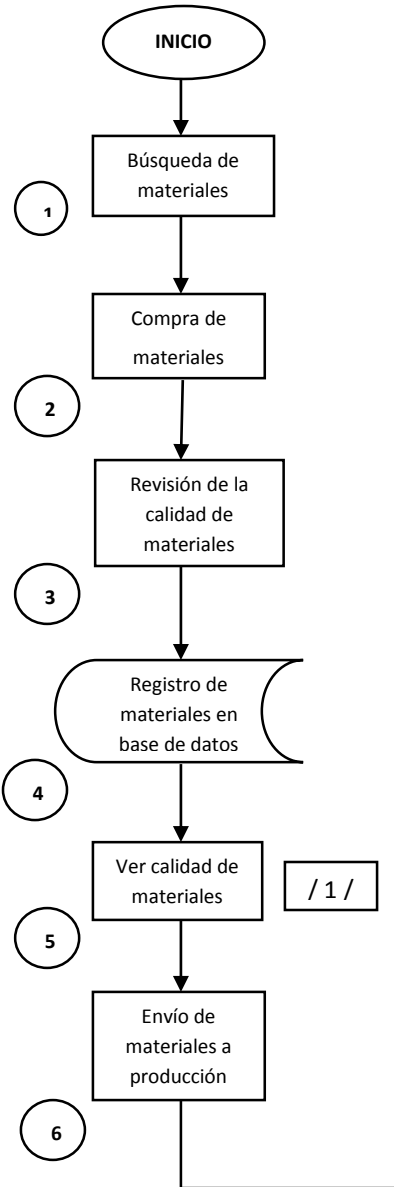 INICIO
Búsqueda de
materiales
1
Compra de
materiales
2
Revisión de la
calidad de
materiales
3
Registro de
materiales en
base de datos
4
Ver calidad de
materiales
/ 1 /
5
Envío de
materiales a
producción
6